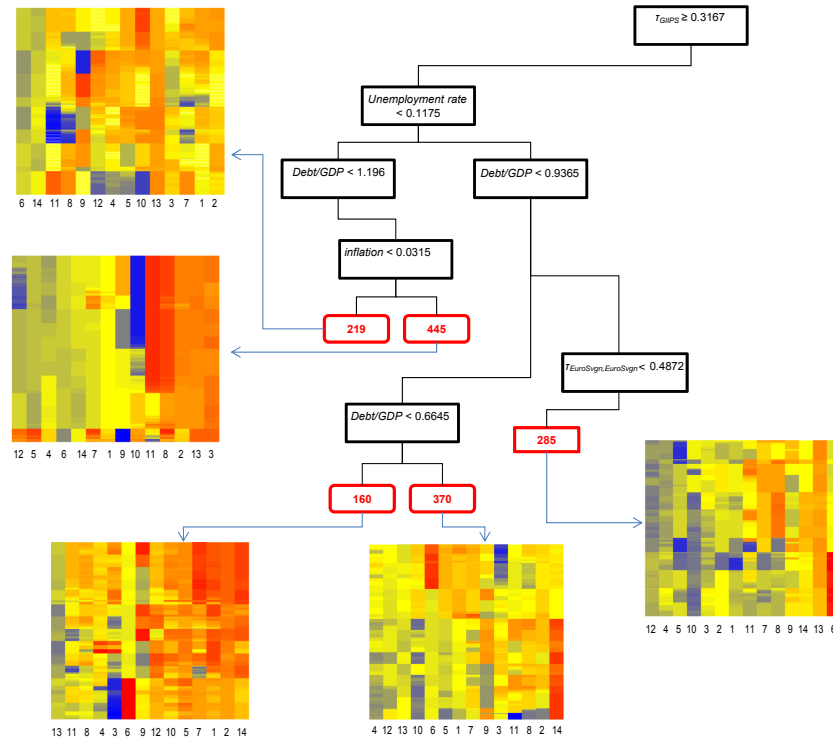 τGIIPS ≥ 0.3167
Unemployment rate
< 0.1175
Debt/GDP < 1.196
Debt/GDP < 0.9365
6 14 11 8 9 12 4 5 10 13 3 7 1 2
inflation < 0.0315
219
445
τEuroSvgn,EuroSvgn < 0.4872
Debt/GDP < 0.6645
285
12 5 4 6 14 7 1 9 10 11 8 2 13 3
160
370
12 4 5 10 3 2 1 11 7 8 9 14 13 6
13 11 8 4 3 6 9 12 10 5 7 1 2 14
4 12 13 10 6 5 1 7 9 3 11 8 2 14